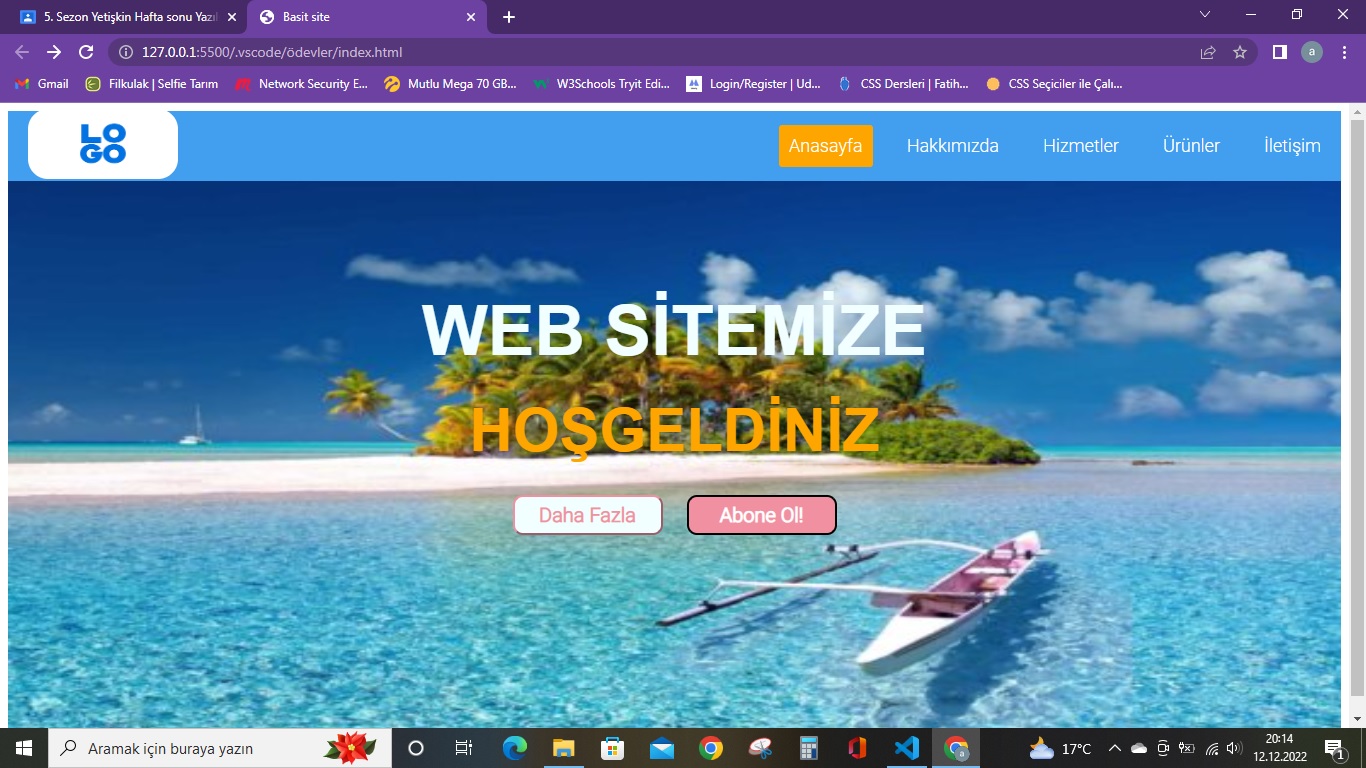 5. Sezon Yetişkin Hafta sonu Yazıl
Basit site
127.0.0.1:5500/.vscode/ödevler/index.html
a
Gmail
Filkulak | Selfie Tarım
Network Security E...
Mutlu Mega 70 GB...
W3Schools Tryit Edi...
Login/Register | Ud...
CSS Dersleri | Fatih...
CSS Seçiciler ile Çalı...
LO
GO
Anasayfa
Hakkımızda
Hizmetler
Ürünler
İletişim
WEB SİTEMİZE
HOŞGELDİNİZ
Daha Fazla
Abone Ol!
Aramak için buraya yazın
a
17°C
20:14
12.12.2022
1